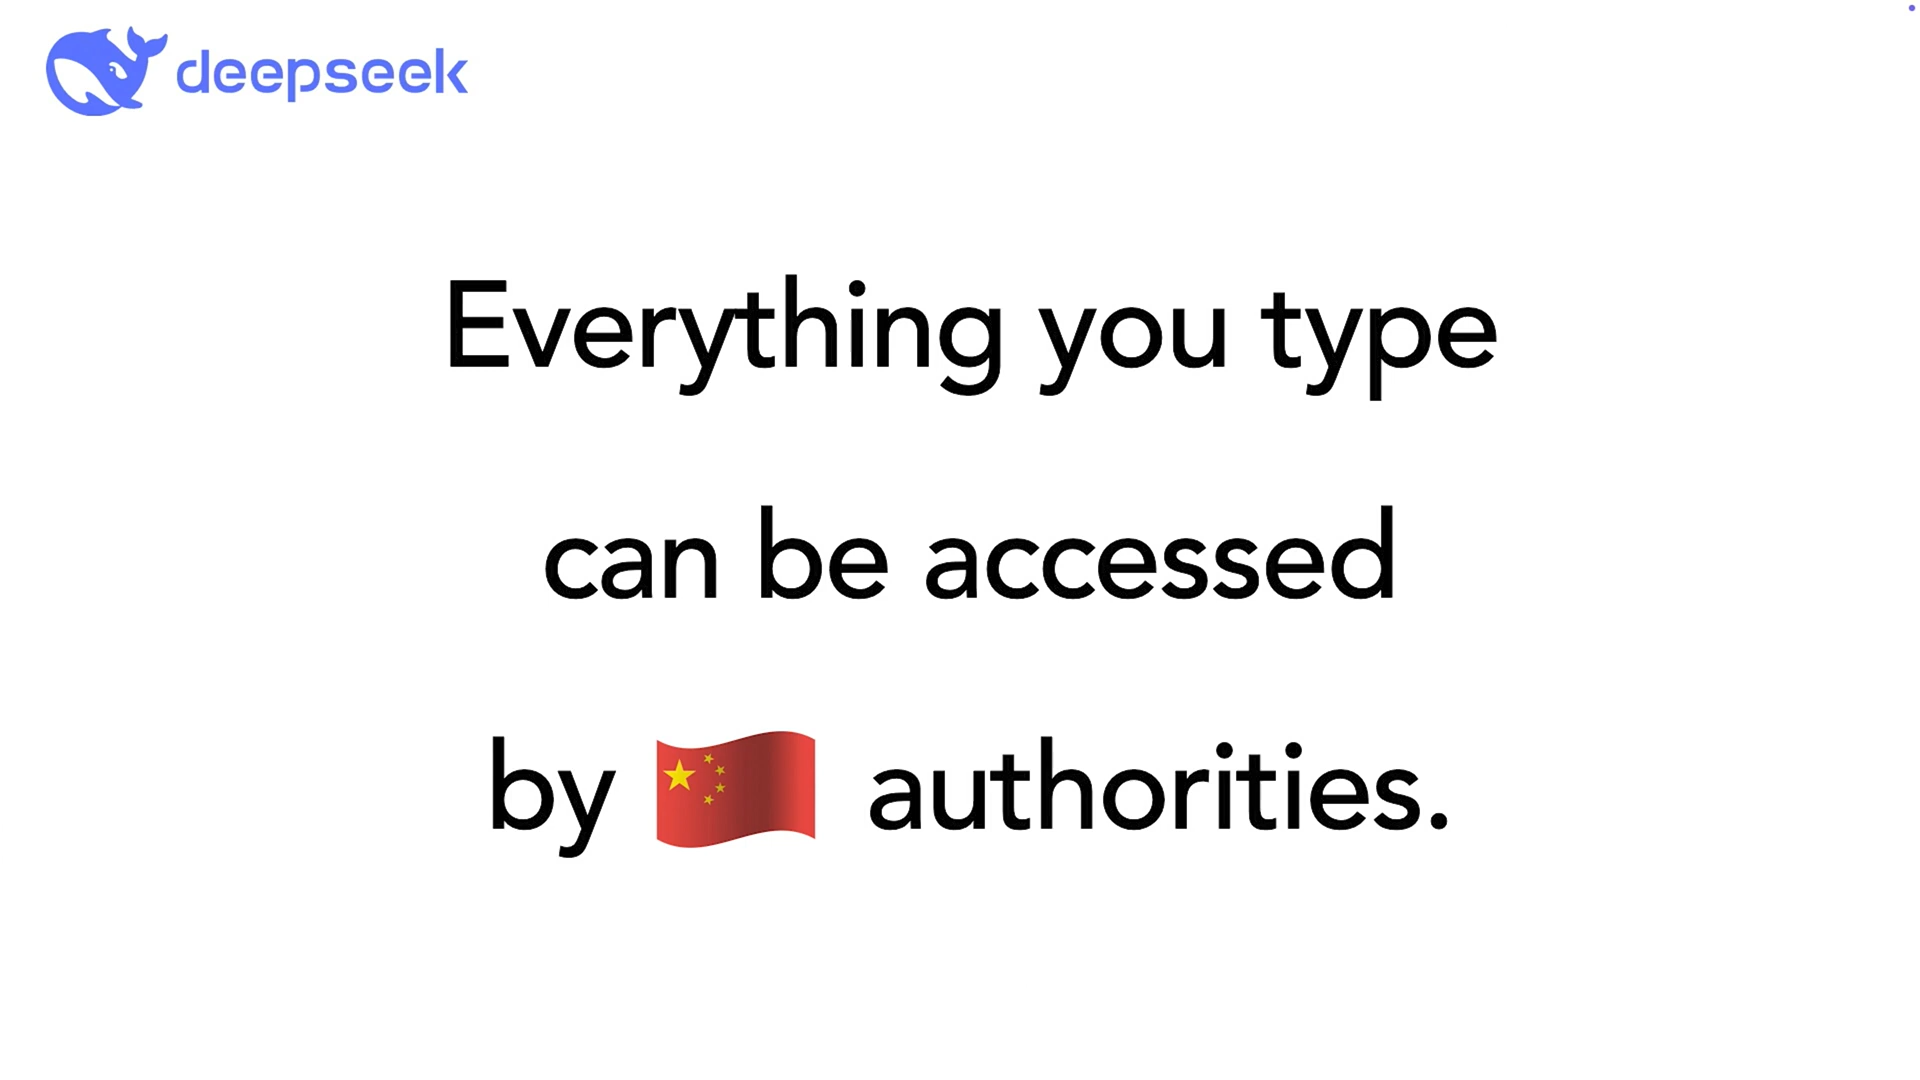 deepseek
Everything you type
can be accessed
by 🇨🇳 authorities.